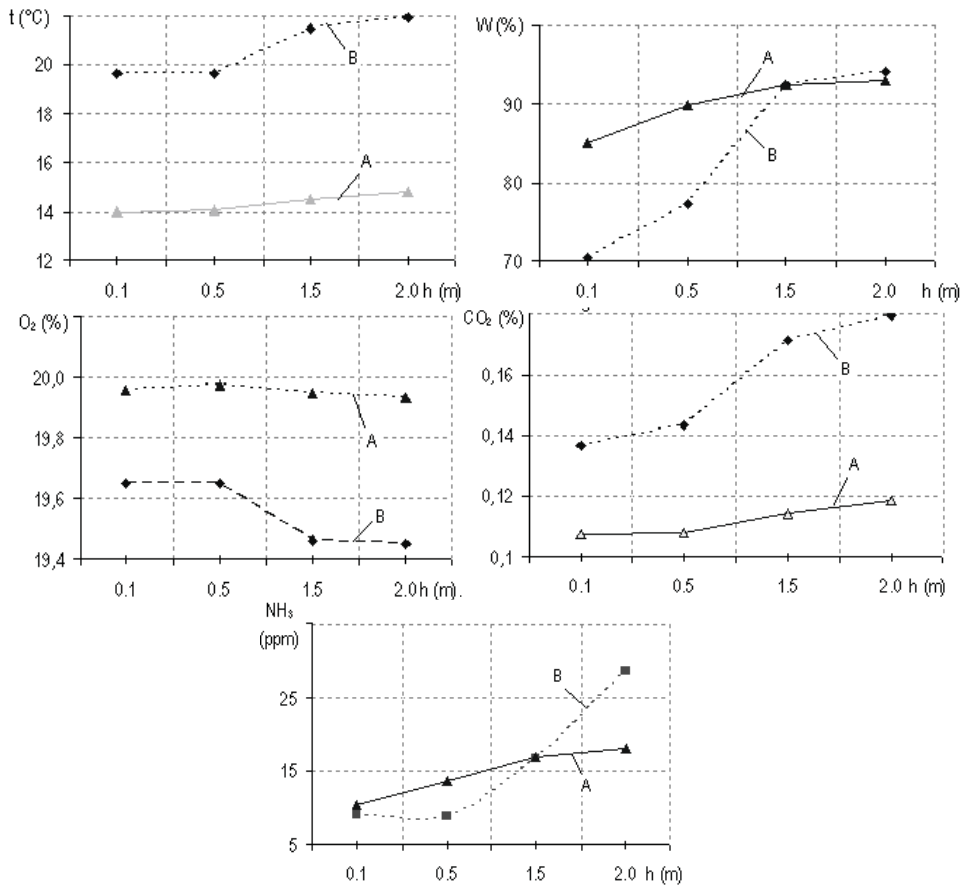 t (°C)
20
18
16
14
12
B
A
0.1 0.5 1.5 2.0 h (m)
W (%)
90
80
70
A
B
0.1 0.5 1.5 2.0 h (m)
O₂ (%)
20,0
19,8
19,6
19,4
A
B
0.1 0.5 1.5 2.0 h (m).
CO₂ (%)
0,16
0,14
0,12
0,1
B
A
0.1 0.5 1.5 2.0 h (m)
NH₃
(ppm)
25
15
5
B
A
0.1 0.5 1.5 2.0 h (m)